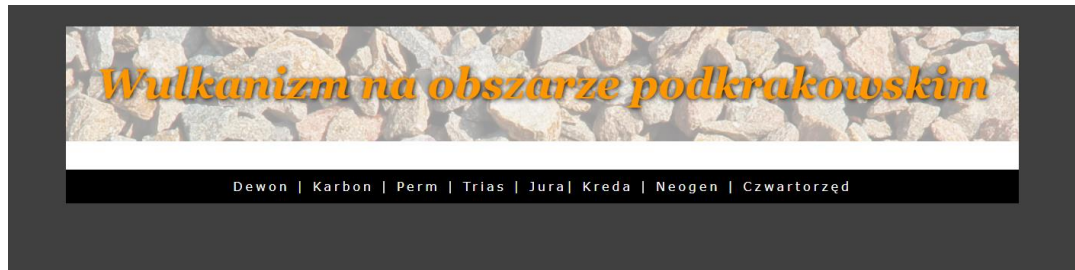 Wulkanizm na obszarze podkrakowskim
Dewon | Karbon | Perm | Trias | Jura| Kreda | Neogen | Czwartorzęd